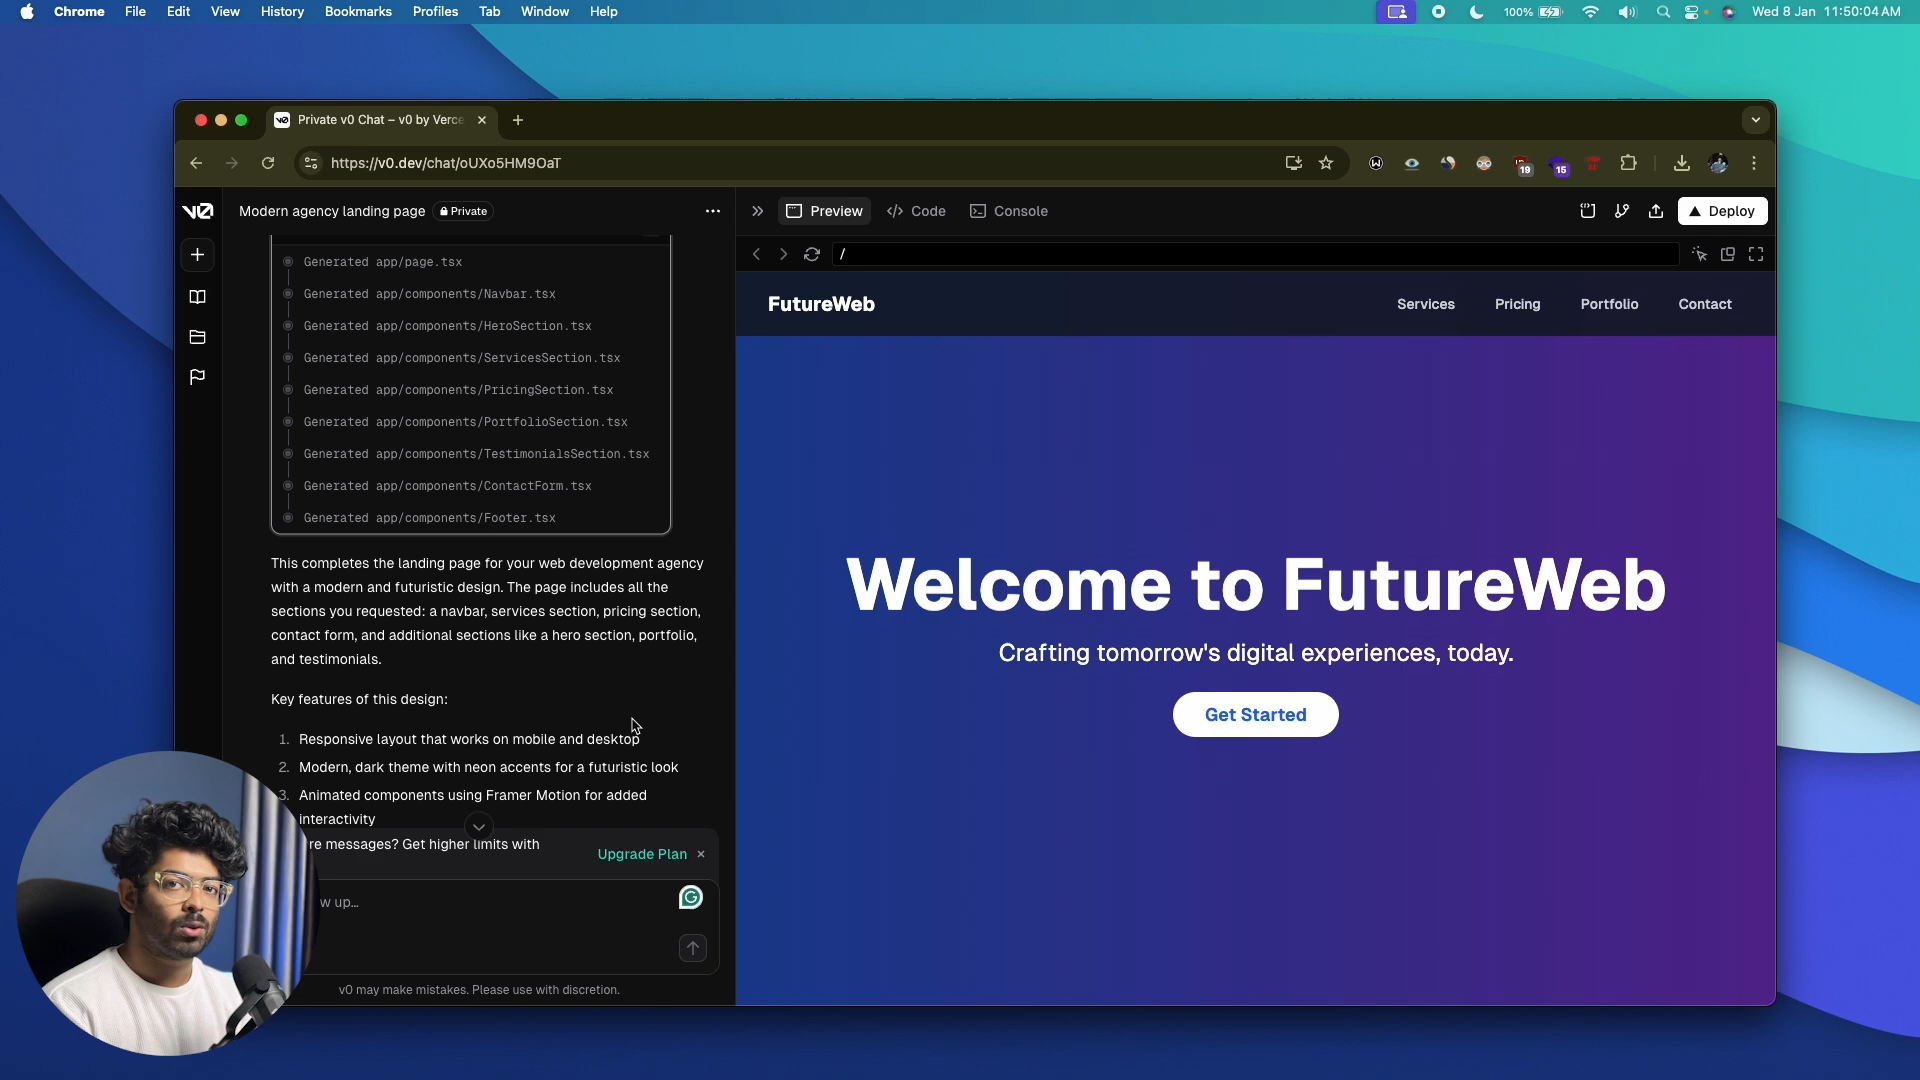 Chrome File Edit View History Bookmarks Profiles Tab Window Help
100% Wed 8 Jan 11:50:04 AM
Private v0 Chat – v0 by Verce
https://v0.dev/chat/oUXo5HM9OaT
19 15
Modern agency landing page Private
Preview Code Console Deploy
/
Generated app/page.tsx
Generated app/components/Navbar.tsx
Generated app/components/HeroSection.tsx
Generated app/components/ServicesSection.tsx
Generated app/components/PricingSection.tsx
Generated app/components/PortfolioSection.tsx
Generated app/components/TestimonialsSection.tsx
Generated app/components/ContactForm.tsx
Generated app/components/Footer.tsx
This completes the landing page for your web development agency
with a modern and futuristic design. The page includes all the
sections you requested: a navbar, services section, pricing section,
contact form, and additional sections like a hero section, portfolio,
and testimonials.
Key features of this design:
1. Responsive layout that works on mobile and desktop
2. Modern, dark theme with neon accents for a futuristic look
3. Animated components using Framer Motion for added
interactivity
re messages? Get higher limits with
Upgrade Plan
w up...
v0 may make mistakes. Please use with discretion.
FutureWeb Services Pricing Portfolio Contact
Welcome to FutureWeb
Crafting tomorrow's digital experiences, today.
Get Started